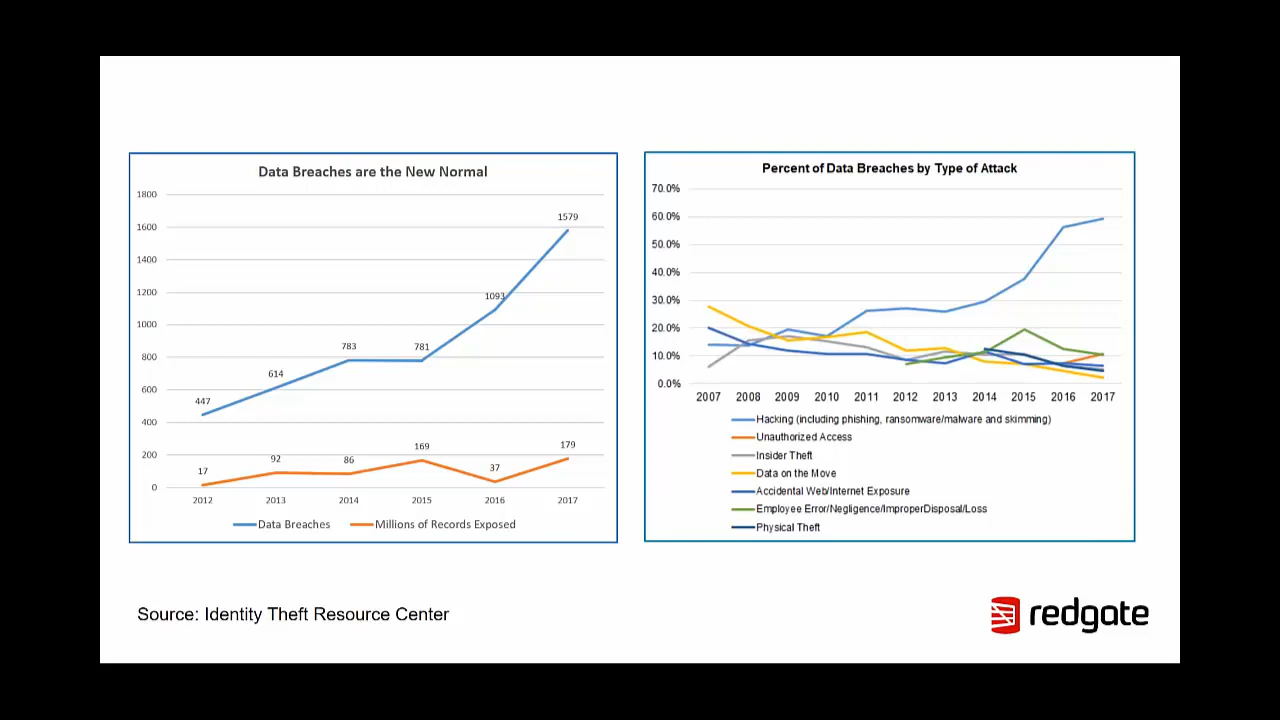 Data Breaches are the New Normal
1800
1600
1400
1200
1000
800
600
400
200
0
1579
1093
783
781
614
447
169
179
92
86
37
17
2012 2013 2014 2015 2016 2017
Data Breaches Millions of Records Exposed
Percent of Data Breaches by Type of Attack
70.0%
60.0%
50.0%
40.0%
30.0%
20.0%
10.0%
0.0%
2007 2008 2009 2010 2011 2012 2013 2014 2015 2016 2017
Hacking (including phishing, ransomware/malware and skimming)
Unauthorized Access
Insider Theft
Data on the Move
Accidental Web/Internet Exposure
Employee Error/Negligence/ImproperDisposal/Loss
Physical Theft
Source: Identity Theft Resource Center
redgate